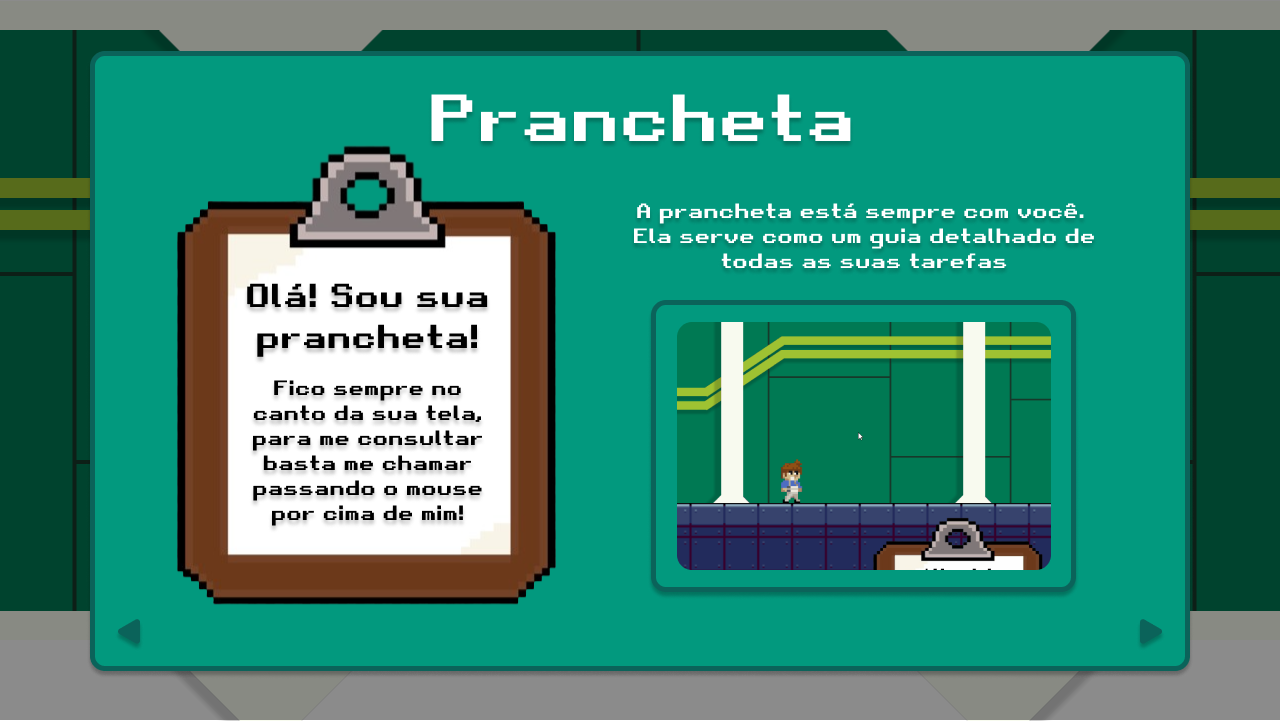 Prancheta
Olá! Sou sua
prancheta!
Fico sempre no
canto da sua tela,
para me consultar
basta me chamar
passando o mouse
por cima de mim!
A prancheta está sempre com você.
Ela serve como um guia detalhado de
todas as suas tarefas